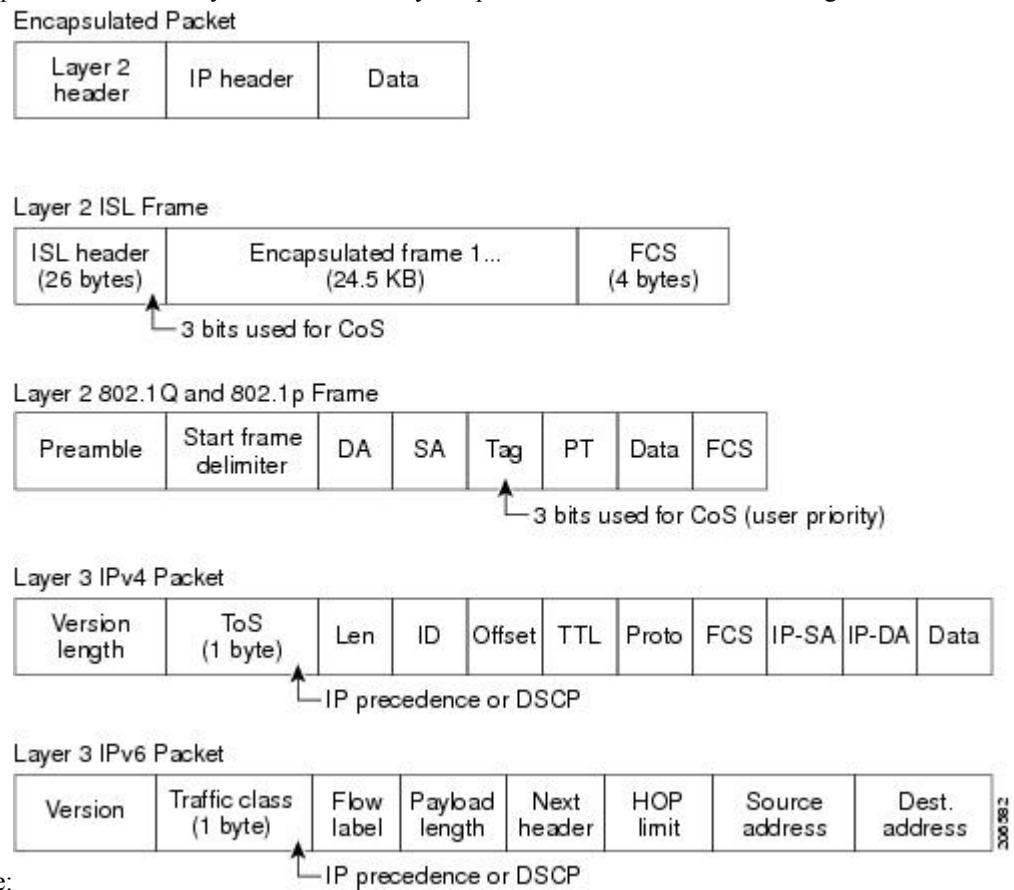 Encapsulated Packet
Layer 2 header
IP header
Data
Layer 2 ISL Frame
ISL header (26 bytes)
Encapsulated frame 1... (24.5 KB)
FCS (4 bytes)
3 bits used for CoS
Layer 2 802.1Q and 802.1p Frame
Preamble
Start frame delimiter
DA
SA
Tag
PT
Data
FCS
3 bits used for CoS (user priority)
Layer 3 IPv4 Packet
Version length
ToS (1 byte)
Len
ID
Offset
TTL
Proto
FCS
IP-SA
IP-DA
Data
IP precedence or DSCP
Layer 3 IPv6 Packet
Version
Traffic class (1 byte)
Flow label
Payload length
Next header
HOP limit
Source address
Dest. address
IP precedence or DSCP
e: